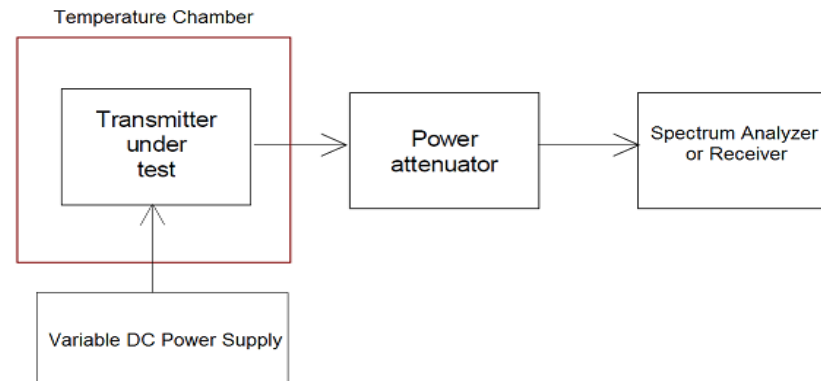 Temperature Chamber
Transmitter
under
test
Power
attenuator
Spectrum Analyzer
or Receiver
Variable DC Power Supply